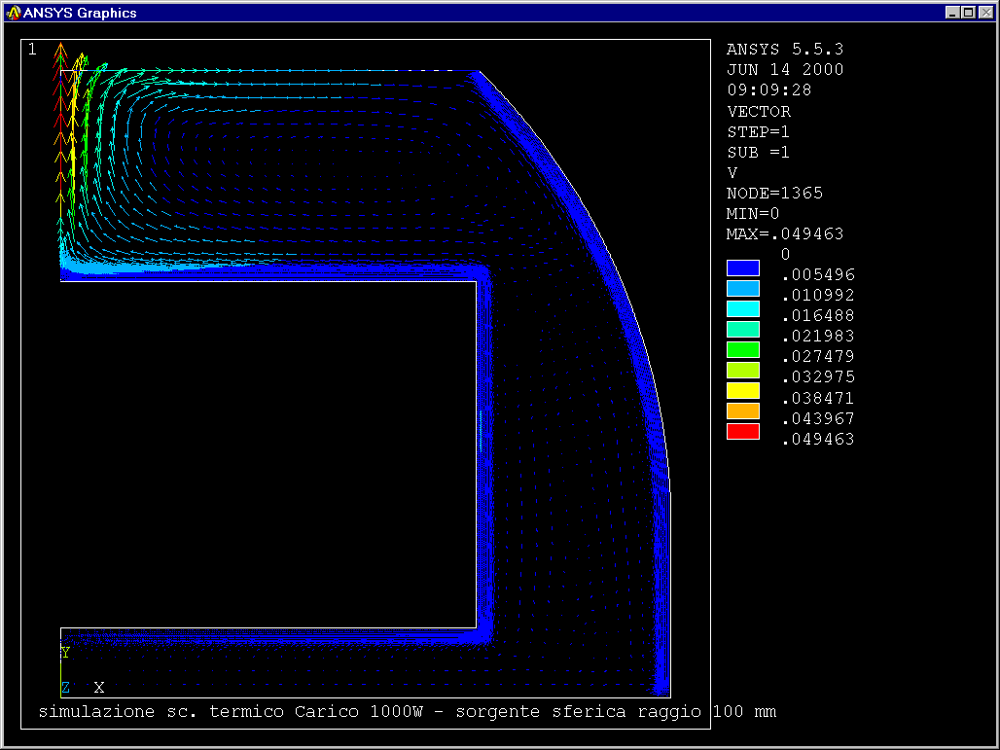 ANSYS Graphics
1
ANSYS 5.5.3
JUN 14 2000
09:09:28
VECTOR
STEP=1
SUB =1
V
NODE=1365
MIN=0
MAX=.049463
0
.005496
.010992
.016488
.021983
.027479
.032975
.038471
.043967
.049463
Y
Z X
simulazione sc. termico Carico 1000W - sorgente sferica raggio 100 mm